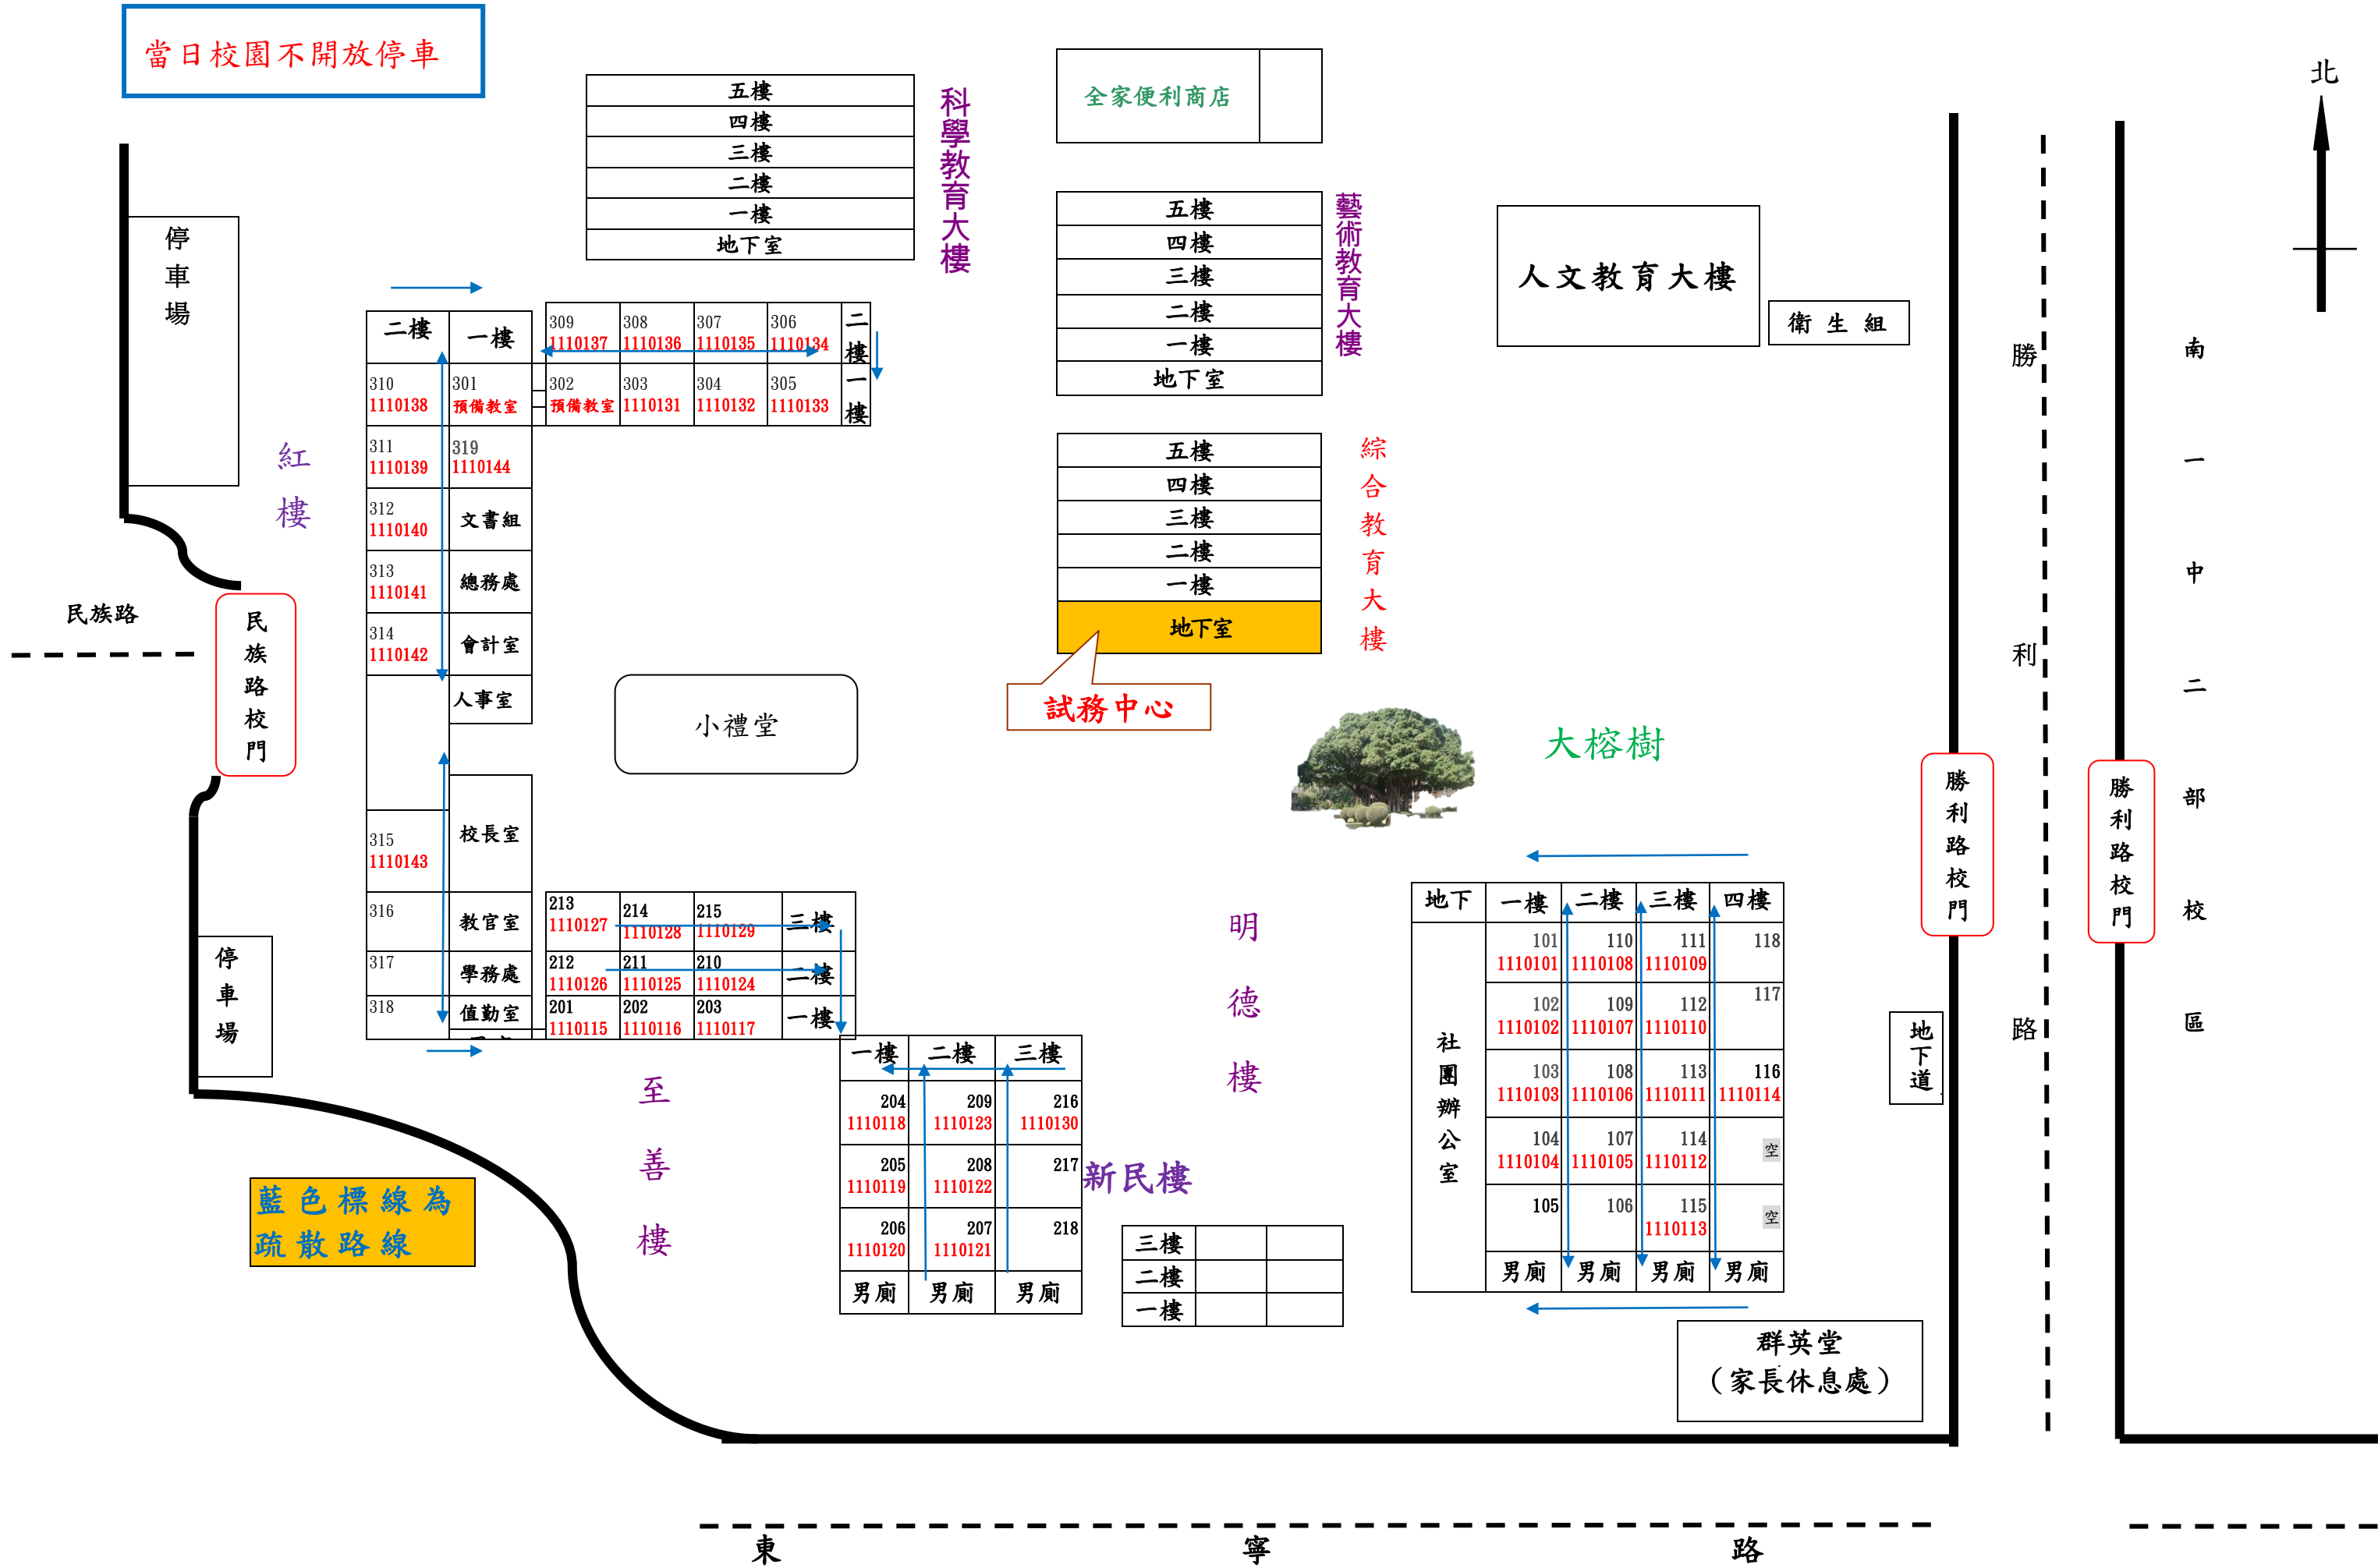 當日校園不開放停車
北
五樓
四樓
三樓
二樓
一樓
地下室
科學教育大樓
全家便利商店
五樓
四樓
三樓
二樓
一樓
地下室
藝術教育大樓
人文教育大樓
衛生組
停車場
紅樓
二樓 一樓
309 308 307 306 二樓
1110137 1110136 1110135 1110134
310 301 302 303 304 305 一樓
1110138 預備教室 預備教室 1110131 1110132 1110133
311 319
1110139 1110144
312 文書組
1110140
313 總務處
1110141
314 會計室
1110142
人事室
校長室
315
1110143
316 教官室
317 學務處
318 值勤室
五樓
四樓
三樓
二樓
一樓
地下室
綜合教育大樓
試務中心
民族路
民族路校門
小禮堂
大榕樹
勝利路
勝利路校門
勝利路校門
南一中二部校區
停車場
213 214 215 三樓
1110127 1110128 1110129
212 211 210 二樓
1110126 1110125 1110124
201 202 203 一樓
1110115 1110116 1110117
至善樓
一樓 二樓 三樓
204 209 216
1110118 1110123 1110130
205 208 217
1110119 1110122
206 207 218
1110120 1110121
男廁 男廁 男廁
新民樓
三樓
二樓
一樓
明德樓
地下 一樓 二樓 三樓 四樓
社團辦公室
101 110 111 118
1110101 1110108 1110109
102 109 112 117
1110102 1110107 1110110
103 108 113 116
1110103 1110106 1110111 1110114
104 107 114 空
1110104 1110105 1110112
105 106 115 空
1110113
男廁 男廁 男廁 男廁
地下道
群英堂
（家長休息處）
藍色標線為
疏散路線
東寧路